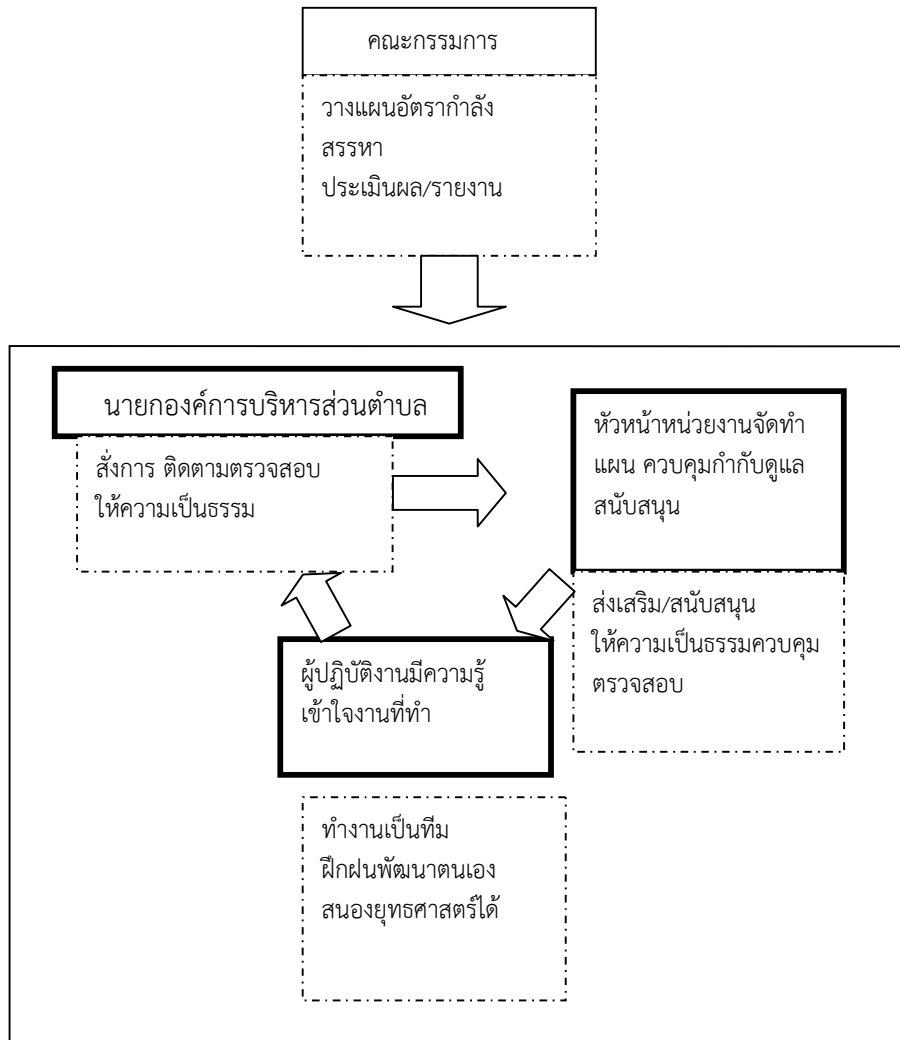 คณะกรรมการ
วางแผนอัตรากำลัง
สรรหา
ประเมินผล/รายงาน
นายกองค์การบริหารส่วนตำบล
สั่งการ ติดตามตรวจสอบ
ให้ความเป็นธรรม
หัวหน้าหน่วยงานจัดทำ
แผน ควบคุมกำกับดูแล
สนับสนุน
ส่งเสริม/สนับสนุน
ให้ความเป็นธรรมควบคุม
ตรวจสอบ
ผู้ปฏิบัติงานมีความรู้
เข้าใจงานที่ทำ
ทำงานเป็นทีม
ฝึกฝนพัฒนาตนเอง
สนองยุทธศาสตร์ได้